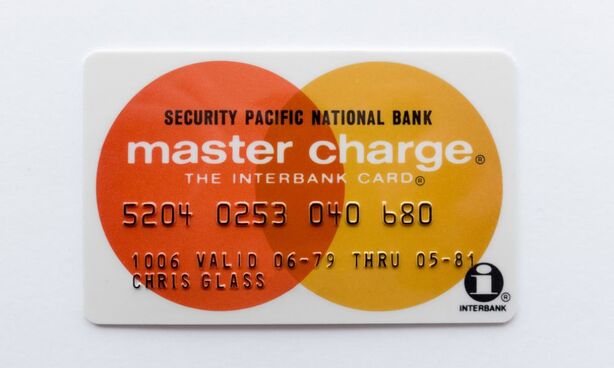 SECURITY PACIFIC NATIONAL BANK
master charge®
THE INTERBANK CARD®
5204 0253 040 680
1006 VALID 06-79 THRU 05-81
CHRIS GLASS
i®
INTERBANK